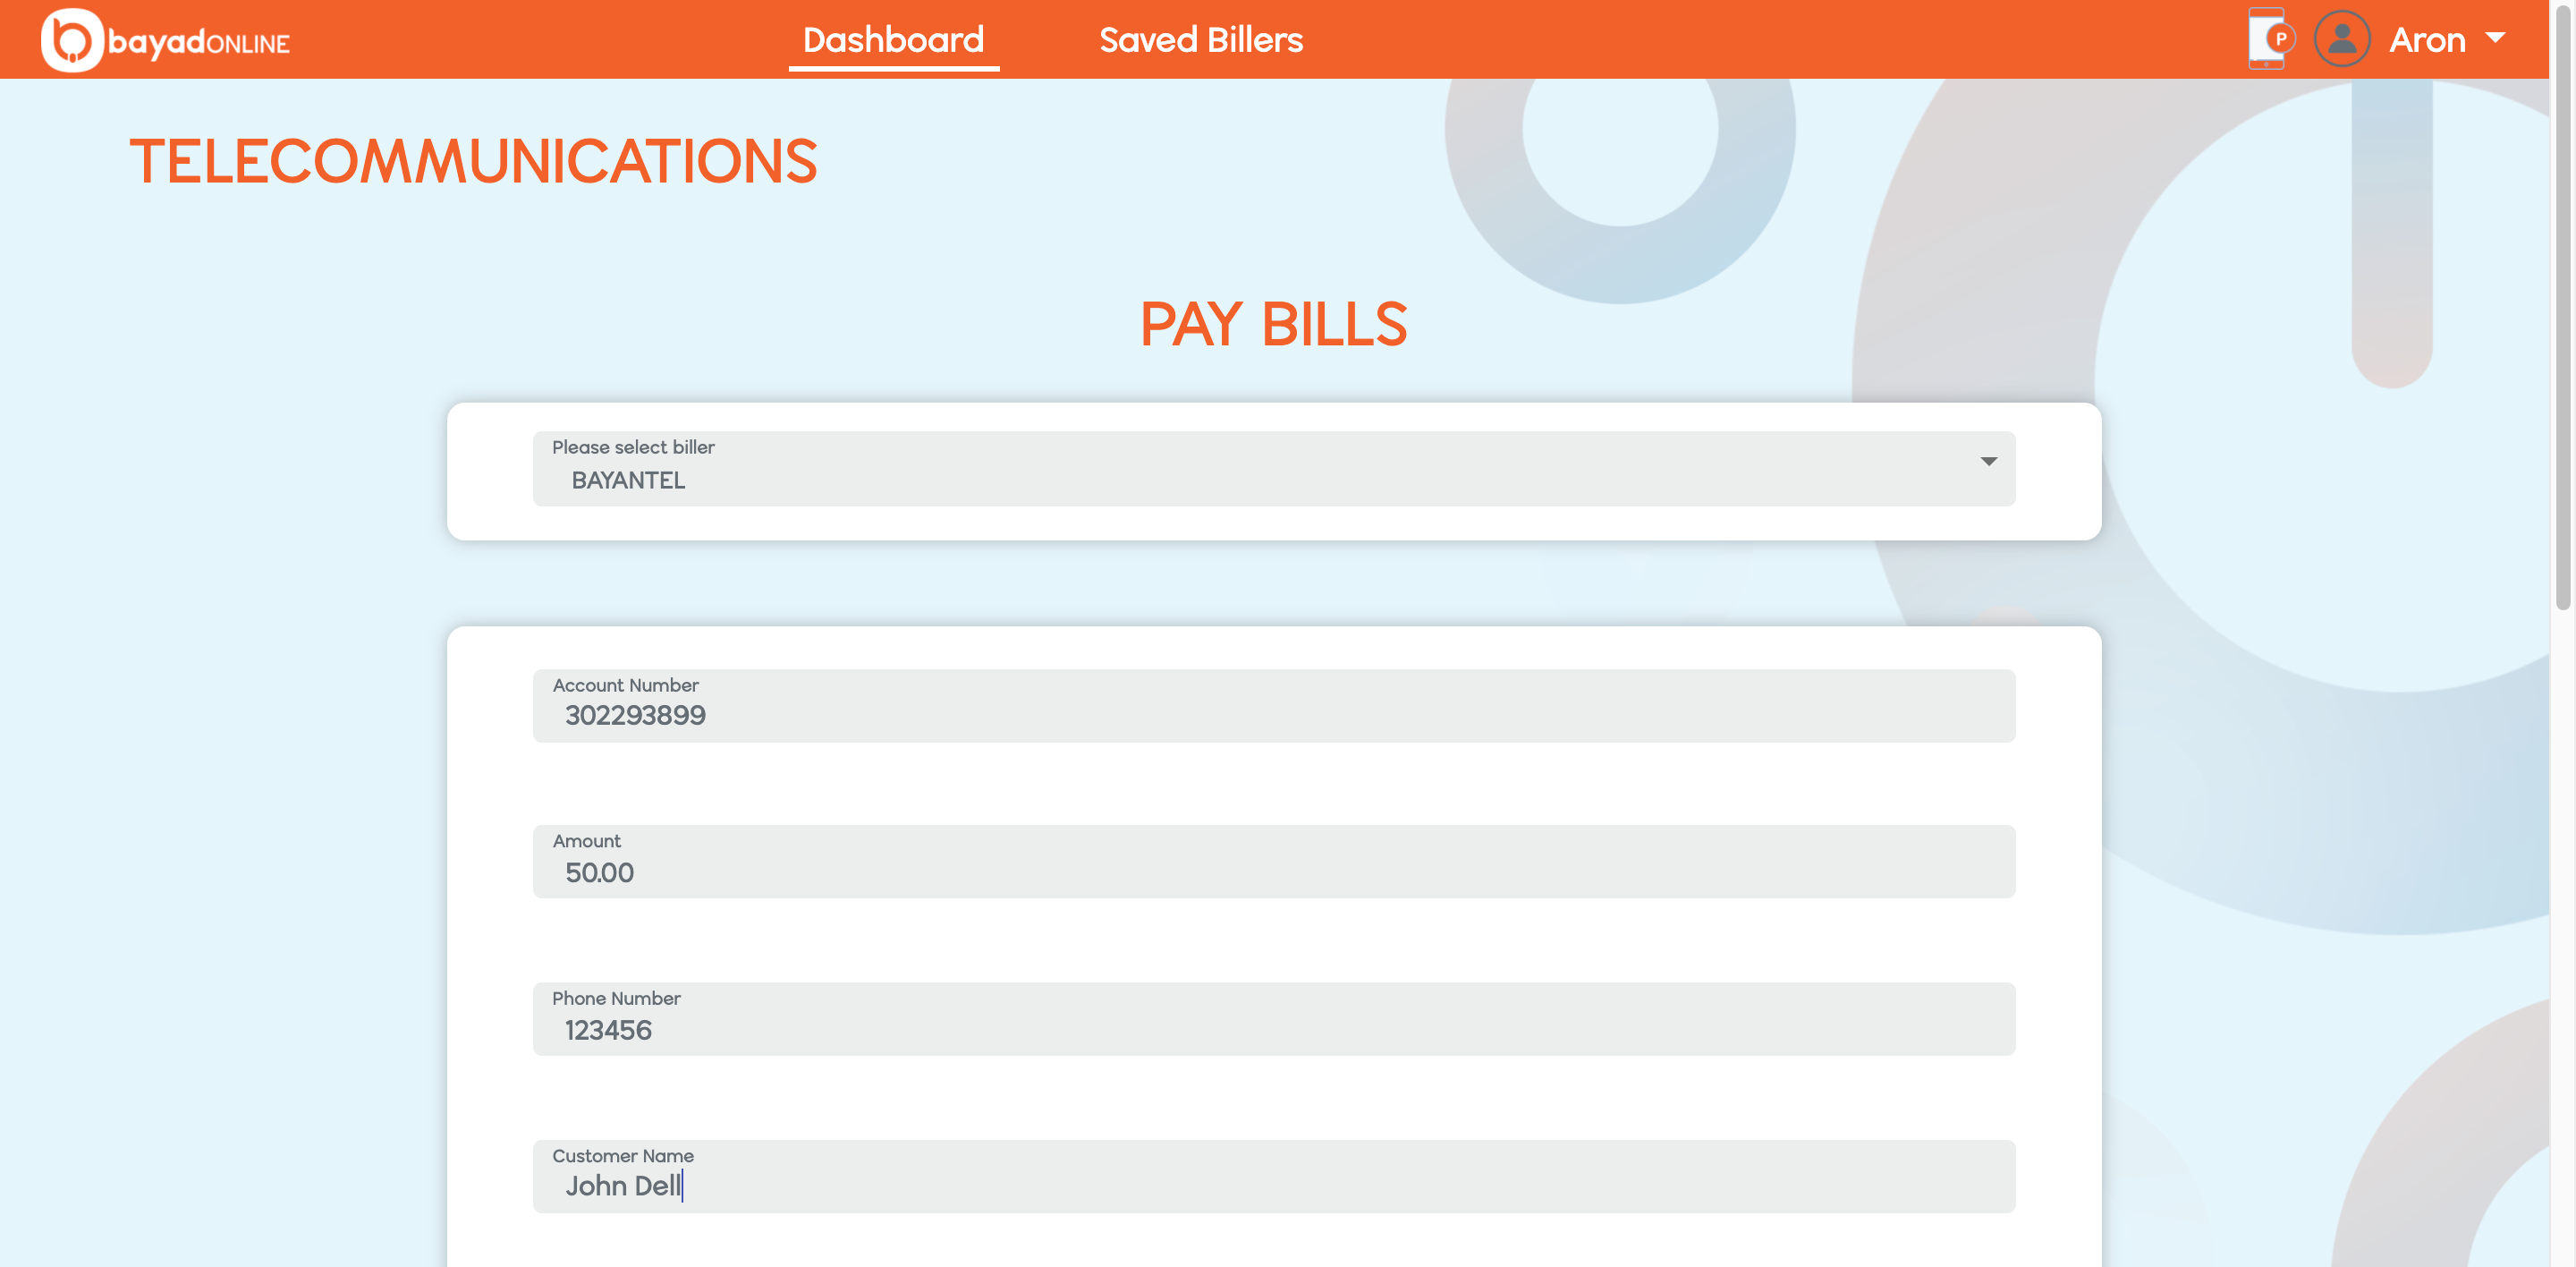 bayadONLINE
Dashboard
Saved Billers
P
Aron
TELECOMMUNICATIONS
PAY BILLS
Please select biller
BAYANTEL
Account Number
302293899
Amount
50.00
Phone Number
123456
Customer Name
John Dell